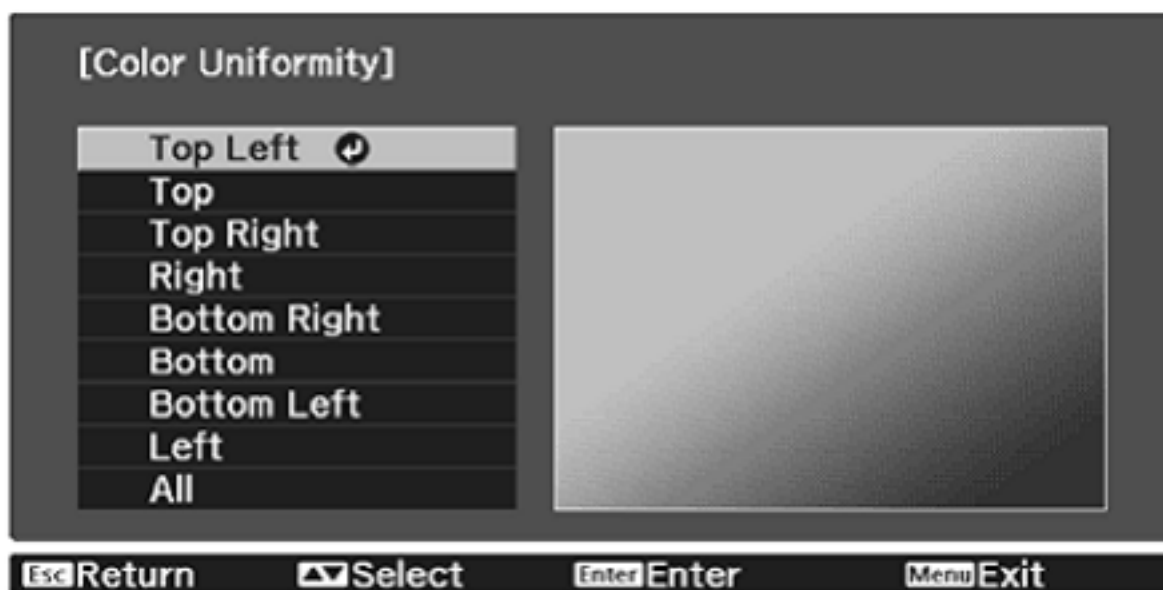 [Color Uniformity]
Top Left
Top
Top Right
Right
Bottom Right
Bottom
Bottom Left
Left
All
Esc Return Select Enter Enter Menu Exit